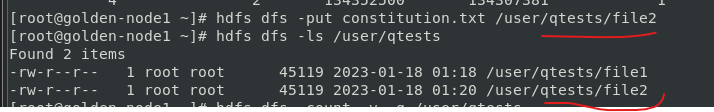 4            2          134352500          134307381            1
[root@golden-node1 ~]# hdfs dfs -put constitution.txt /user/qtests/file2
[root@golden-node1 ~]# hdfs dfs -ls /user/qtests
Found 2 items
-rw-r--r--   1 root root      45119 2023-01-18 01:18 /user/qtests/file1
-rw-r--r--   1 root root      45119 2023-01-18 01:20 /user/qtests/file2
[root@golden-node1 ~]# hdfs dfs -count -v -q /user/qtests